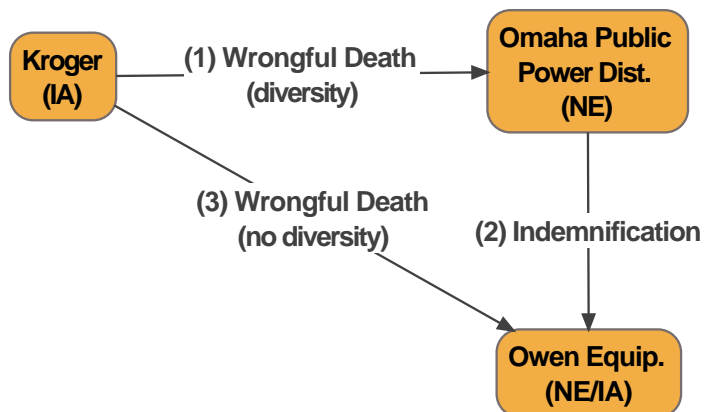 Kroger
(IA)
(1) Wrongful Death
(diversity)
Omaha Public
Power Dist.
(NE)
(3) Wrongful Death
(no diversity)
(2) Indemnification
Owen Equip.
(NE/IA)